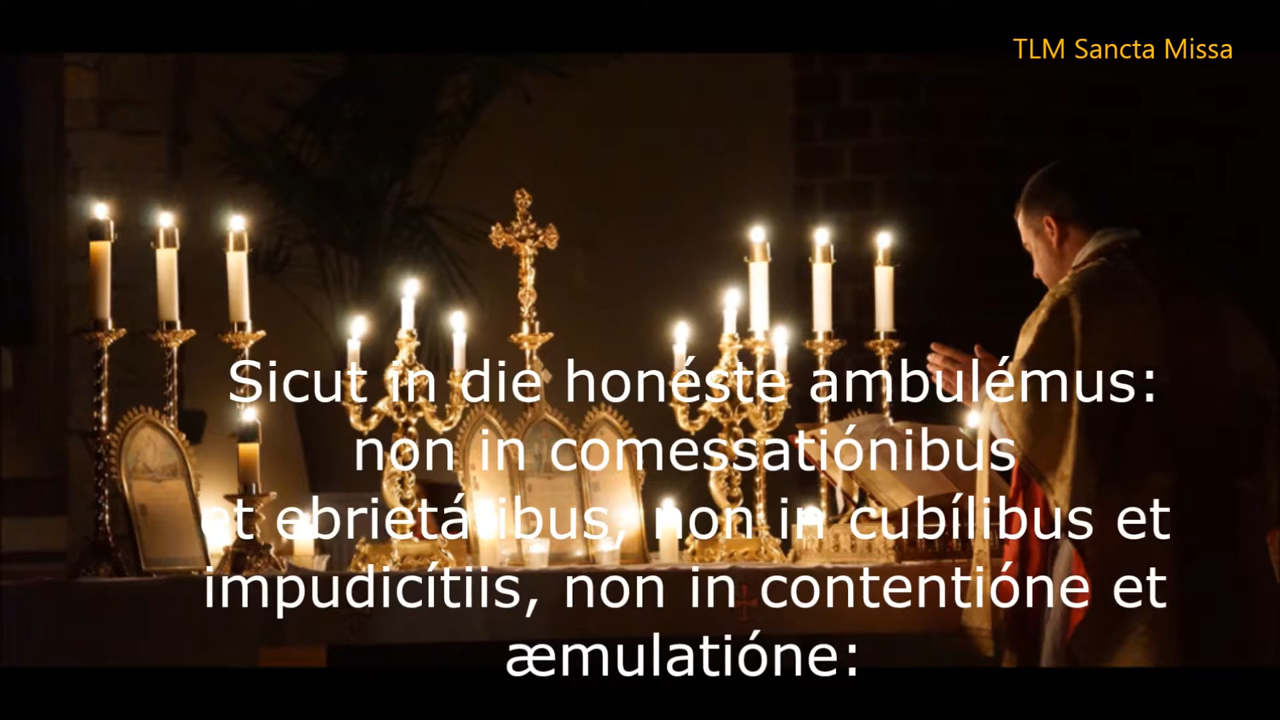 TLM Sancta Missa
Sicut in die honéste ambulémus:
non in comessatiónibus
et ebrietátibus, non in cubílibus et
impudicítiis, non in contentióne et
æmulatióne: